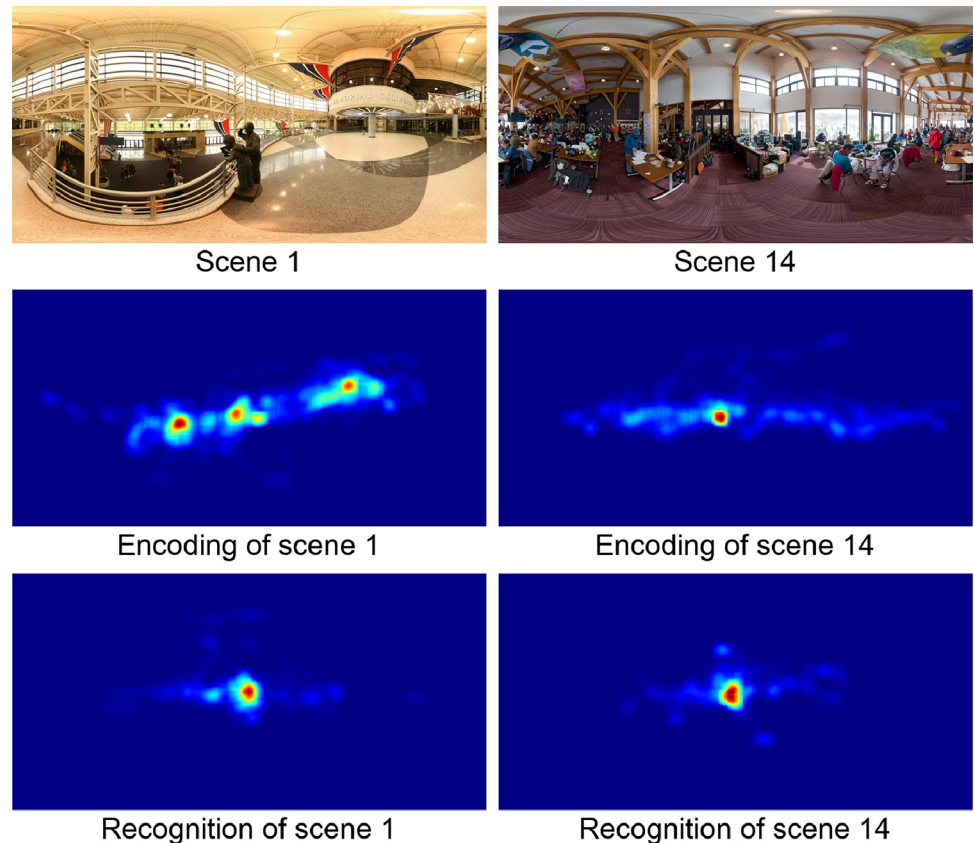 Scene 1
Scene 14
Encoding of scene 1
Encoding of scene 14
Recognition of scene 1
Recognition of scene 14